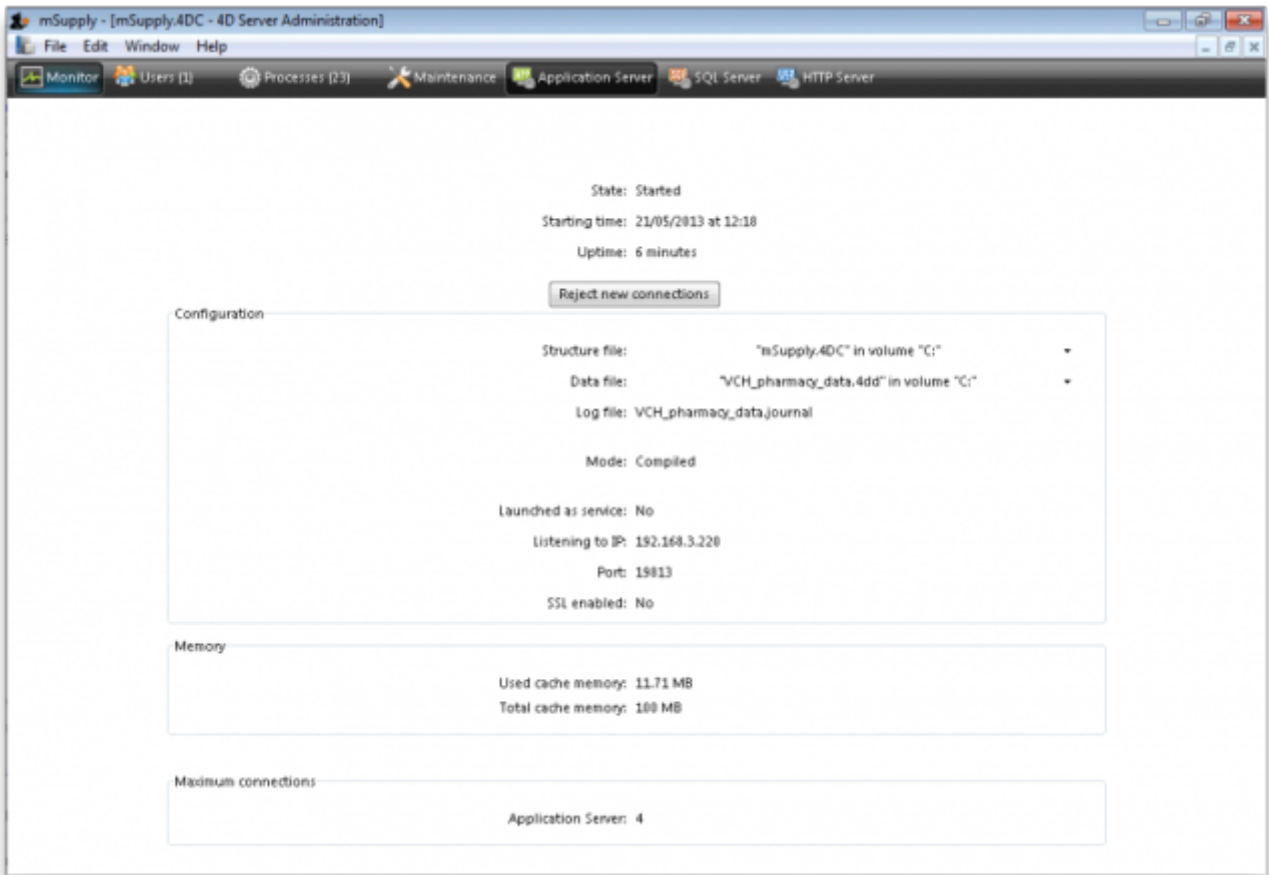 mSupply - [mSupply.4DC - 4D Server Administration]
File Edit Window Help
Monitor Users (1) Processes (23) Maintenance Application Server SQL Server HTTP Server
State: Started
Starting time: 21/05/2013 at 12:18
Uptime: 6 minutes
Reject new connections
Configuration
Structure file: "mSupply.4DC" in volume "C:"
Data file: "VCH_pharmacy_data.4dd" in volume "C:"
Log file: VCH_pharmacy_data.journal
Mode: Compiled
Launched as service: No
Listening to IP: 192.168.3.220
Port: 19813
SSL enabled: No
Memory
Used cache memory: 11.71 MB
Total cache memory: 100 MB
Maximum connections
Application Server: 4